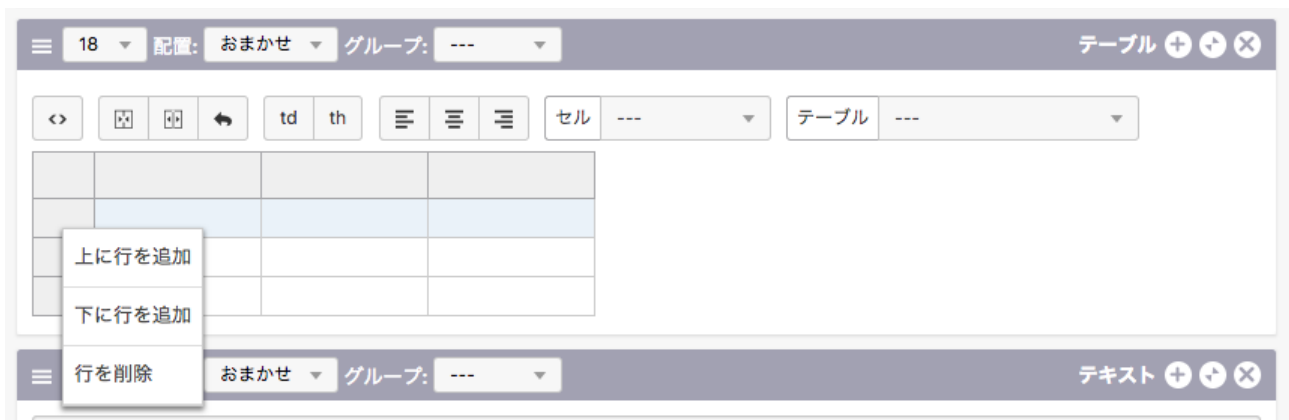 18 配置: おまかせ グループ: --- テーブル
<> td th セル --- テーブル ---
上に行を追加
下に行を追加
行を削除 おまかせ グループ: --- テキスト